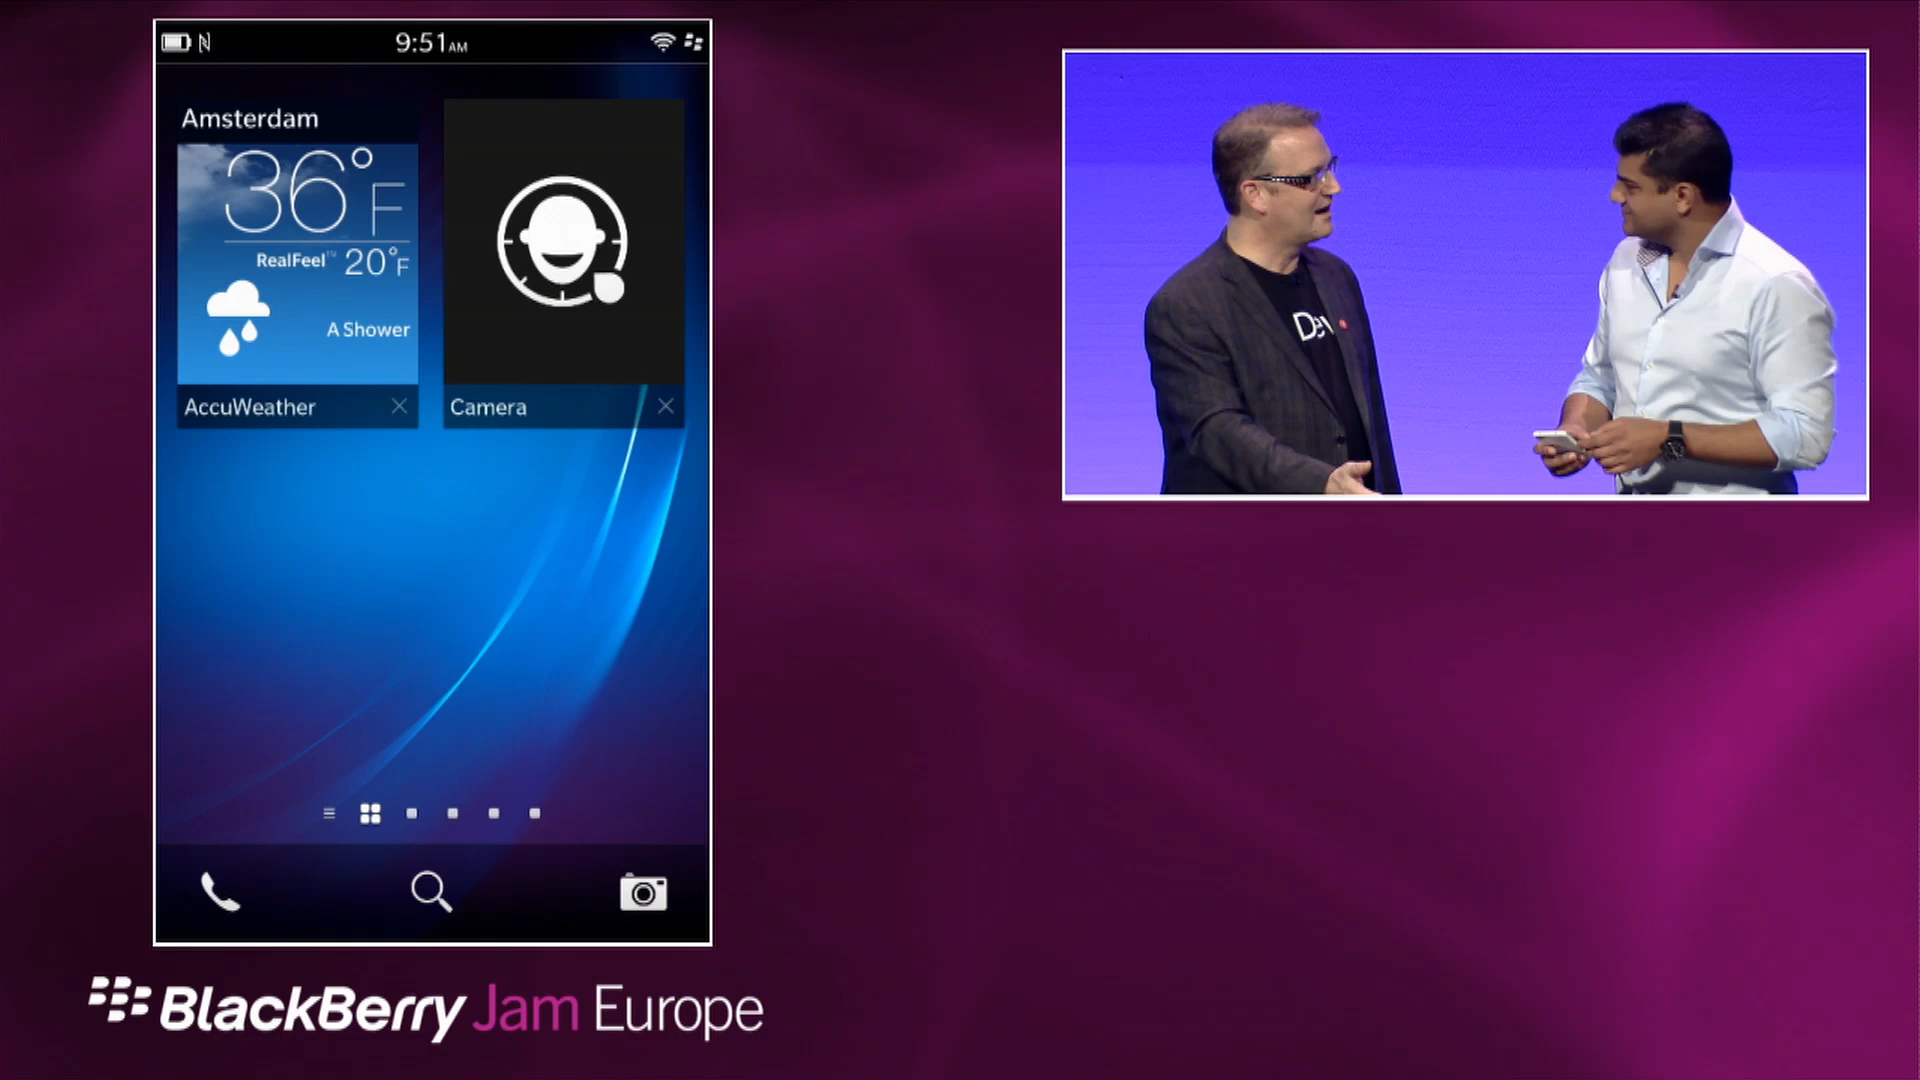 9:51AM
Amsterdam
36°F
RealFeel™ 20°F
A Shower
AccuWeather
Camera
BlackBerry Jam Europe